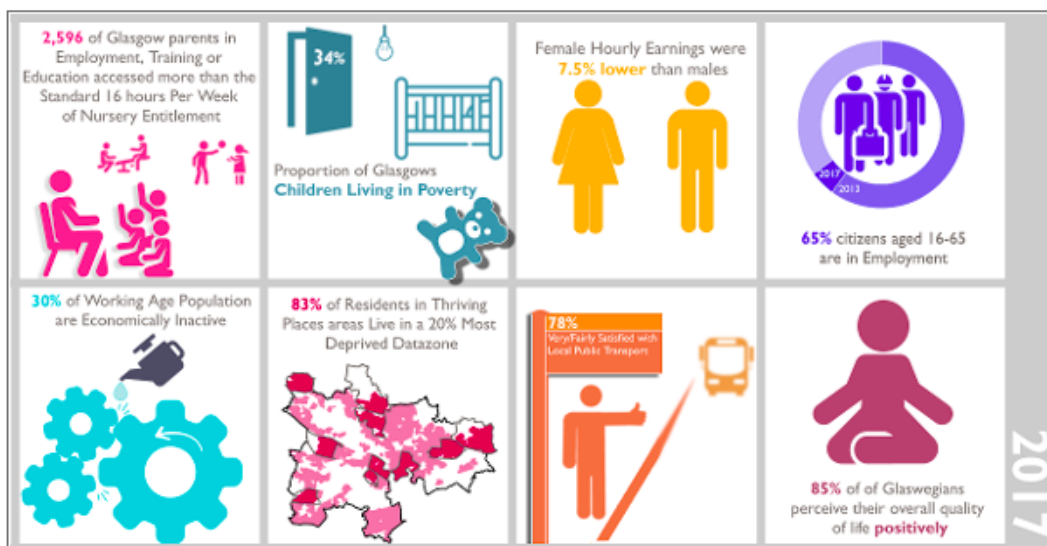 2,596 of Glasgow parents in
Employment, Training or
Education accessed more than the
Standard 16 hours Per Week
of Nursery Entitlement
34%
Proportion of Glasgows
Children Living in Poverty
Female Hourly Earnings were
7.5% lower than males
2017
2013
65% citizens aged 16-65
are in Employment
30% of Working Age Population
are Economically Inactive
83% of Residents in Thriving
Places areas Live in a 20% Most
Deprived Datazone
78%
Very/Fairly Satisfied with
Local Public Transport
85% of of Glaswegians
perceive their overall quality
of life positively
2017